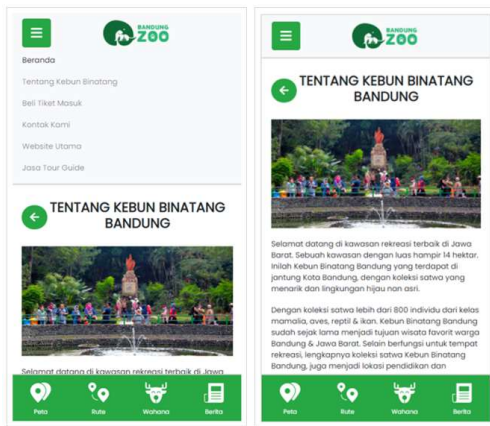 BANDUNG
ZOO
Beranda
Tentang Kebun Binatang
Beli Tiket Masuk
Kontak Kami
Website Utama
Jasa Tour Guide
TENTANG KEBUN BINATANG
BANDUNG
Selamat datang di kawasan rekreasi terbaik di Jawa
Peta
Rute
Wahana
Berita
BANDUNG
ZOO
TENTANG KEBUN BINATANG
BANDUNG
Selamat datang di kawasan rekreasi terbaik di Jawa
Barat. Sebuah kawasan dengan luas hampir 14 hektar.
Inilah Kebun Binatang Bandung yang terdapat di
jantung Kota Bandung, dengan koleksi satwa yang
menarik dan lingkungan hijau nan asri.
Dengan koleksi satwa lebih dari 800 individu dari kelas
mamalia, aves, reptil & ikan. Kebun Binatang Bandung
sudah sejak lama menjadi tujuan wisata favorit warga
Bandung & Jawa Barat. Selain berfungsi untuk tempat
rekreasi, lengkapnya koleksi satwa Kebun Binatang
Bandung, juga menjadi lokasi pendidikan dan
Peta
Rute
Wahana
Berita